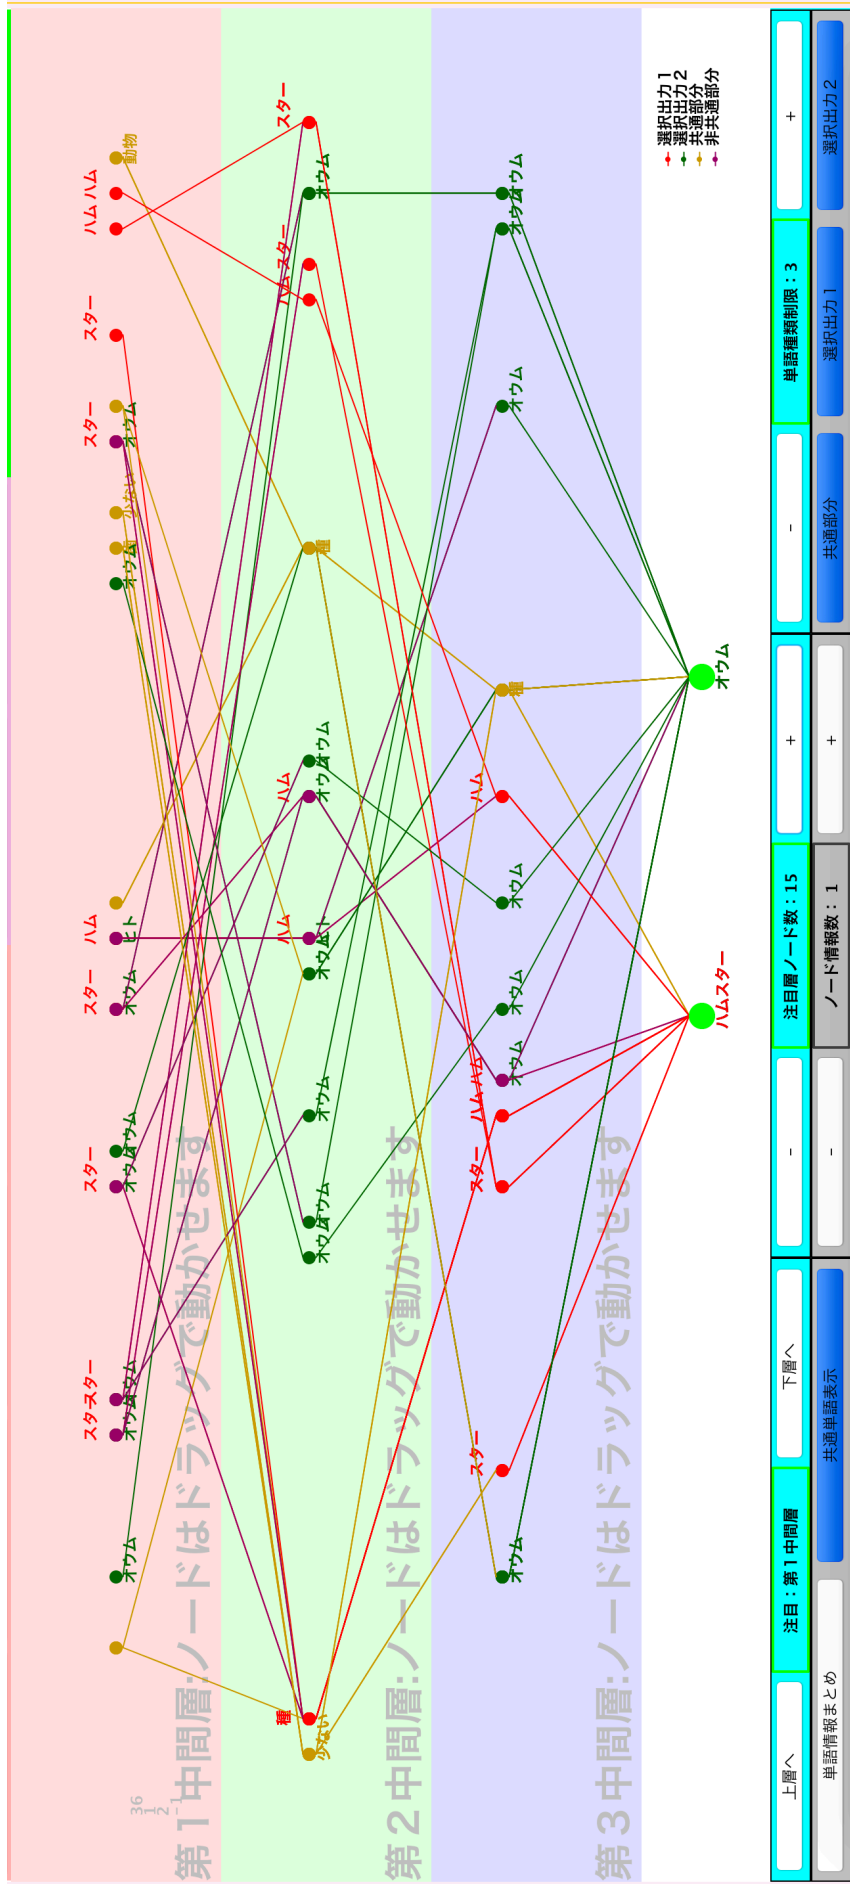 スター スター スター スター ハム スター スター ハム ハム
オウム オウム オウム オウム オウム オウム ヒト オウム 少ない オウム 動物
36
1
2
-1
第1中間層:ノードはドラッグで動かせます
種 ハム ハム ハム スター スター
少ない オウム オウム オウム オウム ヒト オウム オウム 種 オウム
第2中間層:ノードはドラッグで動かせます
スター スター ハム ハム ハム
オウム オウム オウム オウム 種 オウム オウム オウム
第3中間層:ノードはドラッグで動かせます
選択出力1
選択出力2
共通部分
非共通部分
ハムスター オウム
上層へ 注目:第1中間層 下層へ - 注目層ノード数:15 + - 単語種類制限:3 +
単語情報まとめ 共通単語表示 - ノード情報数: 1 + 共通部分 選択出力1 選択出力2